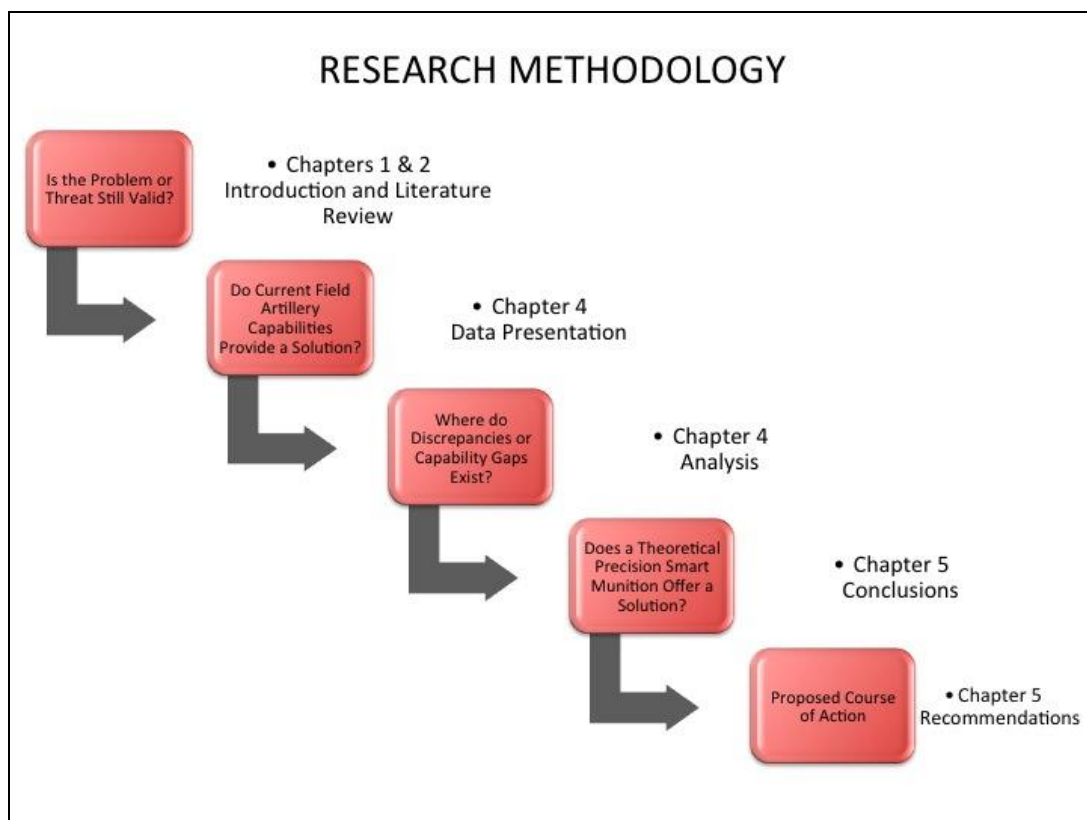 RESEARCH METHODOLOGY
Is the Problem or
Threat Still Valid?
• Chapters 1 & 2
Introduction and Literature
Review
Do Current Field
Artillery
Capabilities
Provide a Solution?
• Chapter 4
Data Presentation
Where do
Discrepancies or
Capability Gaps
Exist?
• Chapter 4
Analysis
Does a Theoretical
Precision Smart
Munition Offer a
Solution?
• Chapter 5
Conclusions
Proposed Course
of Action
• Chapter 5
Recommendations